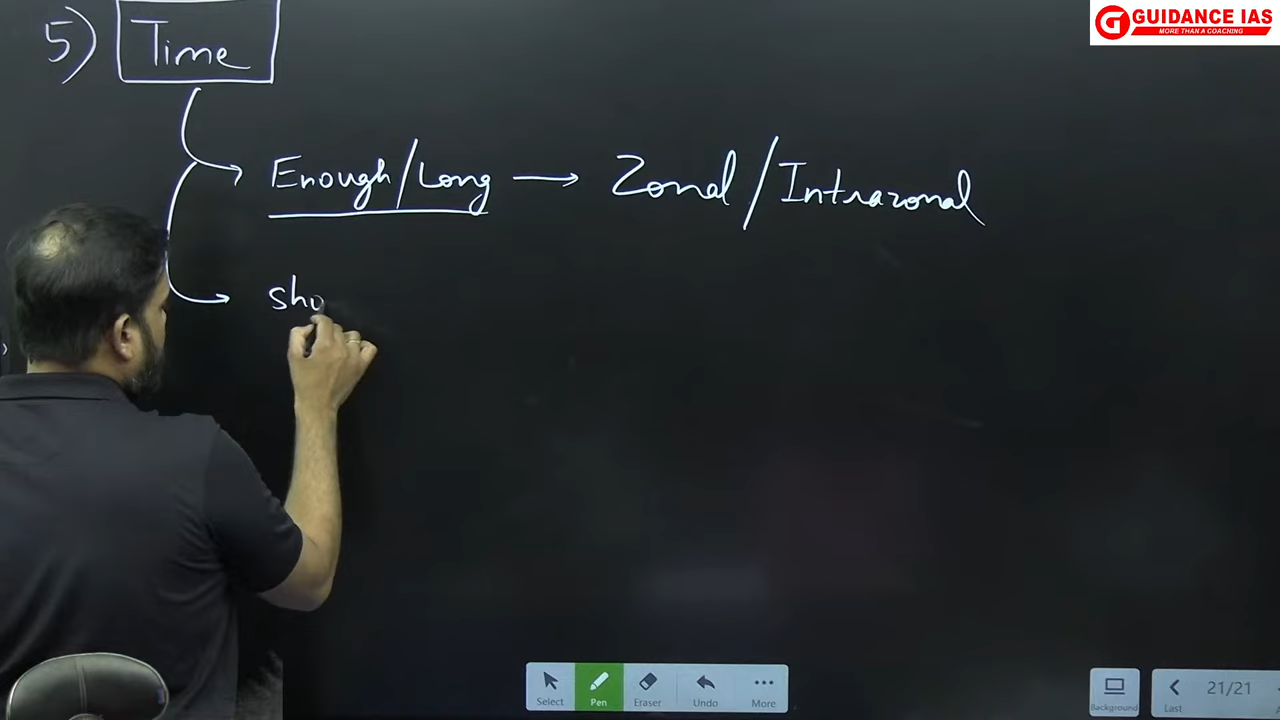 GUIDANCE IAS
MORE THAN A COACHING
5) Time
Enough/Long → Zonal/Intrazonal
sho
Select Pen Eraser Undo More
Background
Last
21/21